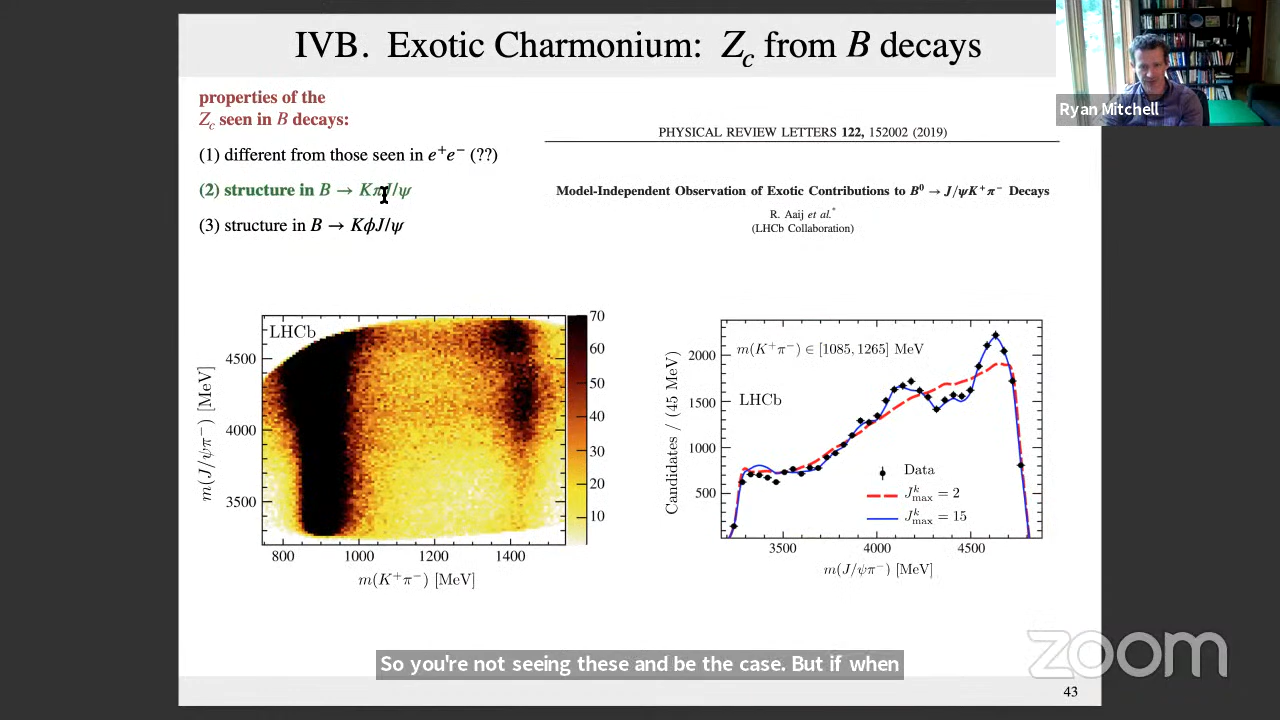 IVB. Exotic Charmonium: Z_c from B decays
Ryan Mitchell
properties of the
Z_c seen in B decays:
(1) different from those seen in e⁺e⁻ (??)
(2) structure in B → KπJ/ψ
(3) structure in B → KϕJ/ψ
PHYSICAL REVIEW LETTERS 122, 152002 (2019)
Model-Independent Observation of Exotic Contributions to B⁰ → J/ψK⁺π⁻ Decays
R. Aaij et al.*
(LHCb Collaboration)
LHCb
m(J/ψπ⁻) [MeV]
4500
4000
3500
800
1000
1200
1400
m(K⁺π⁻) [MeV]
70
60
50
40
30
20
10
Candidates / (45 MeV)
2000
1500
1000
500
m(K⁺π⁻) ∈ [1085, 1265] MeV
LHCb
Data
J^k_max = 2
J^k_max = 15
3500
4000
4500
m(J/ψπ⁻) [MeV]
So you're not seeing these and be the case. But if when
zoom
43